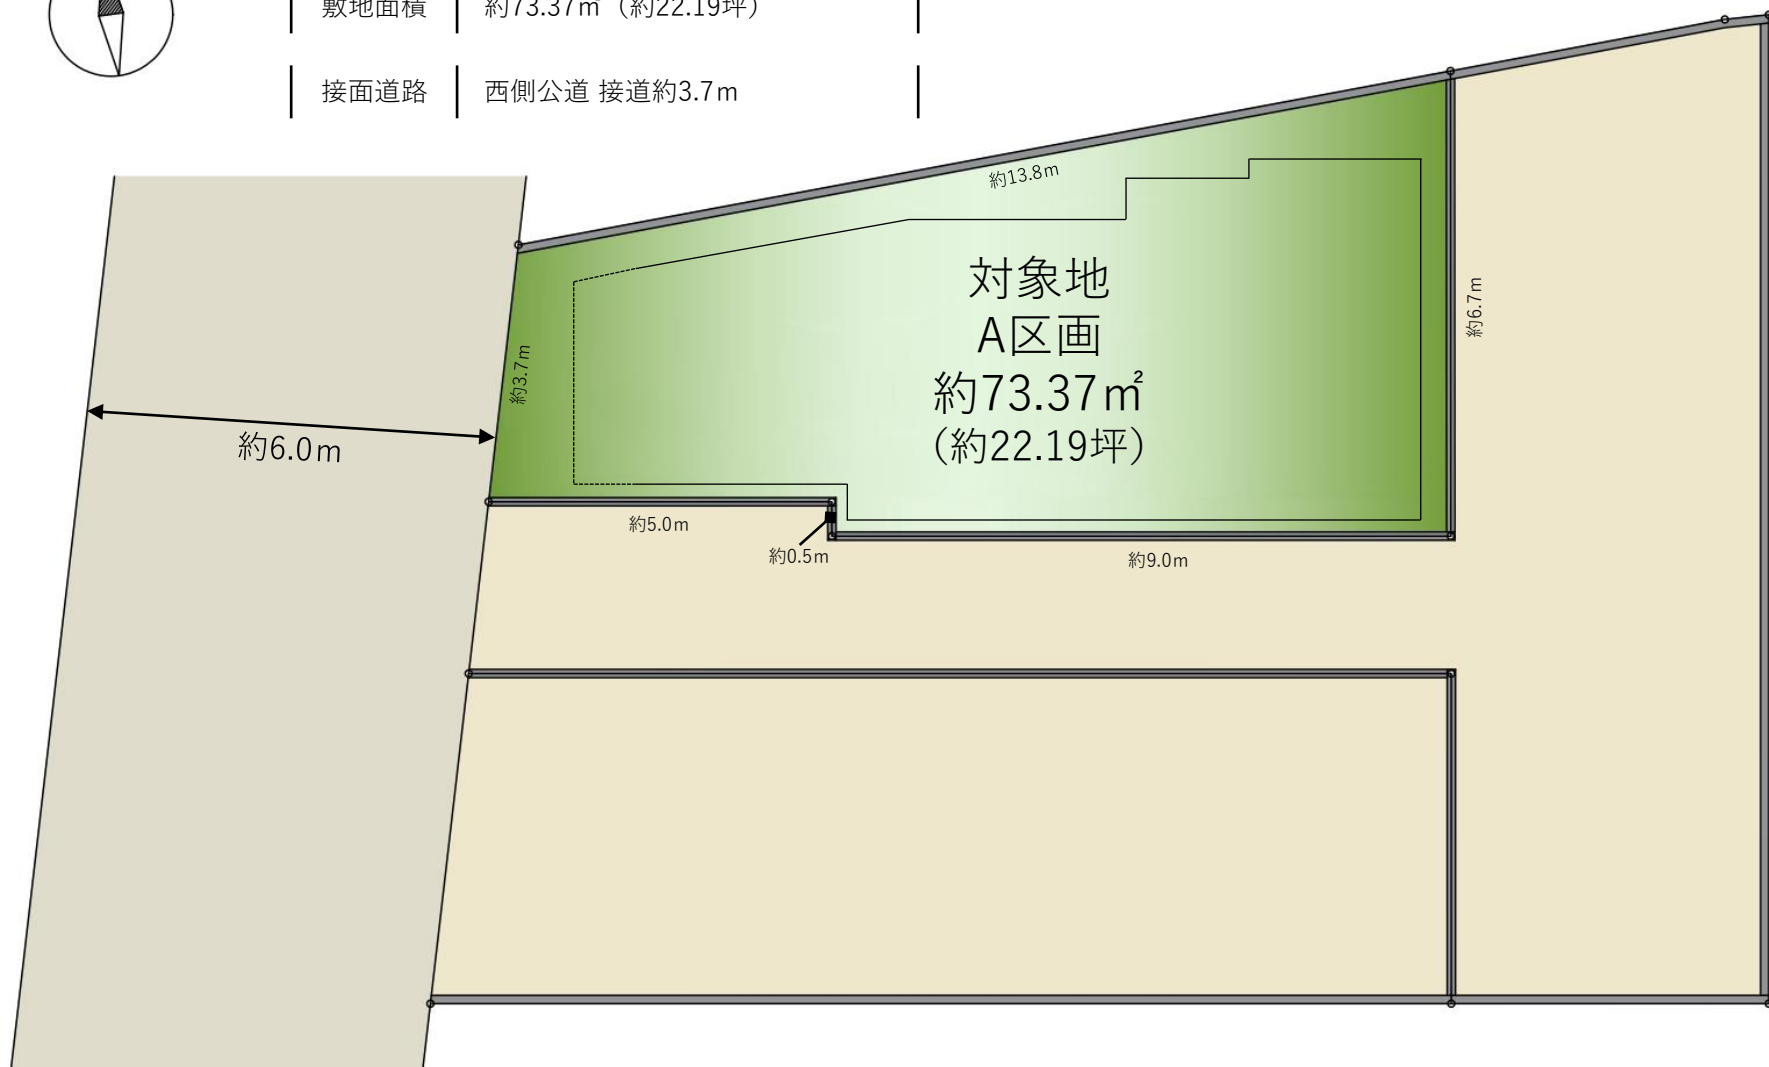 敷地面積 約73.37㎡（約22.19坪）
接面道路 西側公道 接道約3.7m
約13.8m
対象地
A区画
約73.37㎡
（約22.19坪）
約6.7m
約3.7m
約6.0m
約5.0m
約0.5m
約9.0m